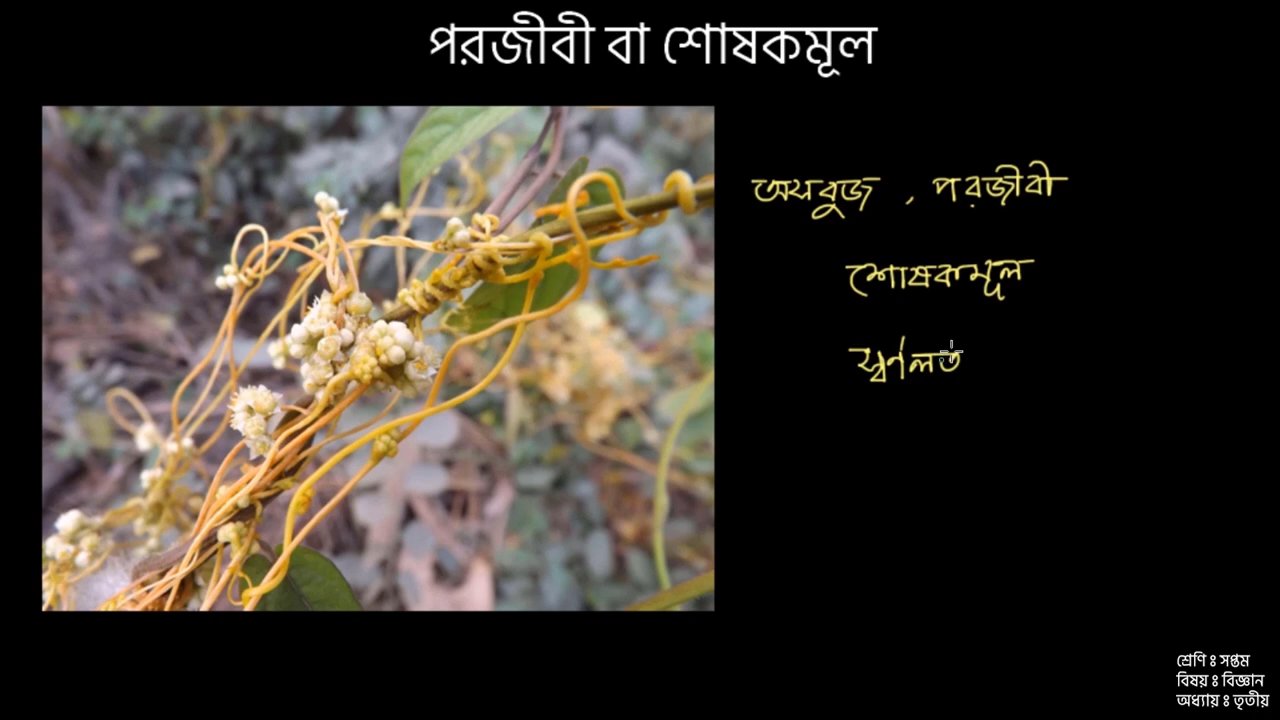 পরজীবী বা শোষকমূল
অসবুজ , পরজীবী
শোষকমূল
স্বর্ণলত
শ্রেণি ঃ সপ্তম
বিষয় ঃ বিজ্ঞান
অধ্যায় ঃ তৃতীয়